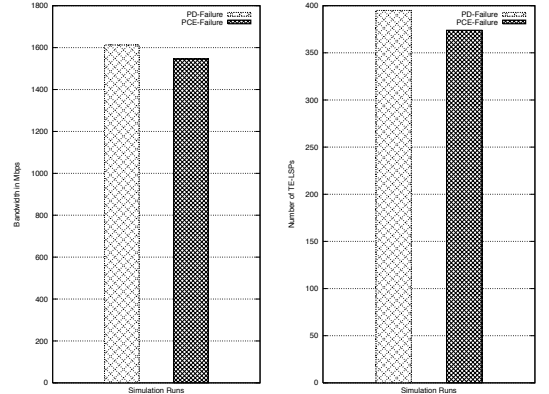 1800
1600
1400
1200
1000
800
600
400
200
0
Bandwidth in Mbps
PD-Failure
PCE-Failure
Simulation Runs
400
350
300
250
200
150
100
50
0
Number of TE-LSPs
PD-Failure
PCE-Failure
Simulation Runs